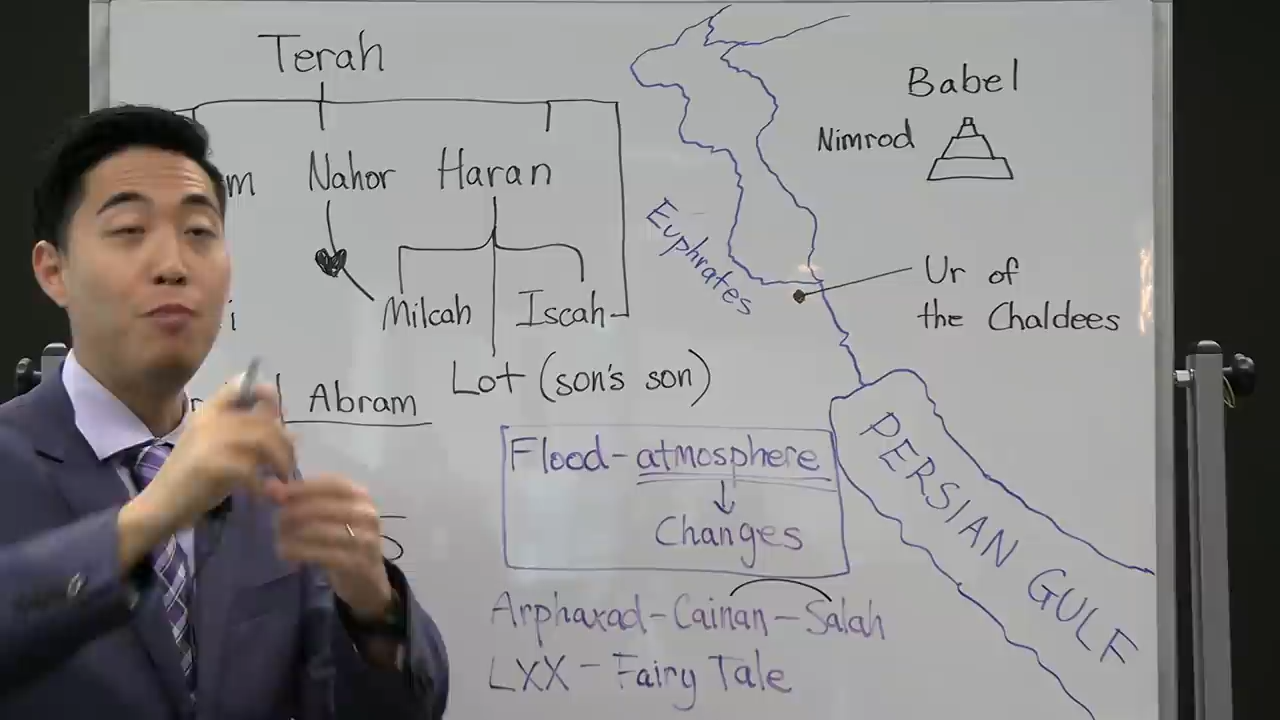 Terah
Babel
Nimrod
m Nahor Haran
Euphrates
Ur of
the Chaldees
Milcah Iscah
i
Lot (son's son)
Abram
Flood - atmosphere
Changes
PERSIAN GULF
5
Arphaxad - Cainan - Salah
LXX - Fairy Tale